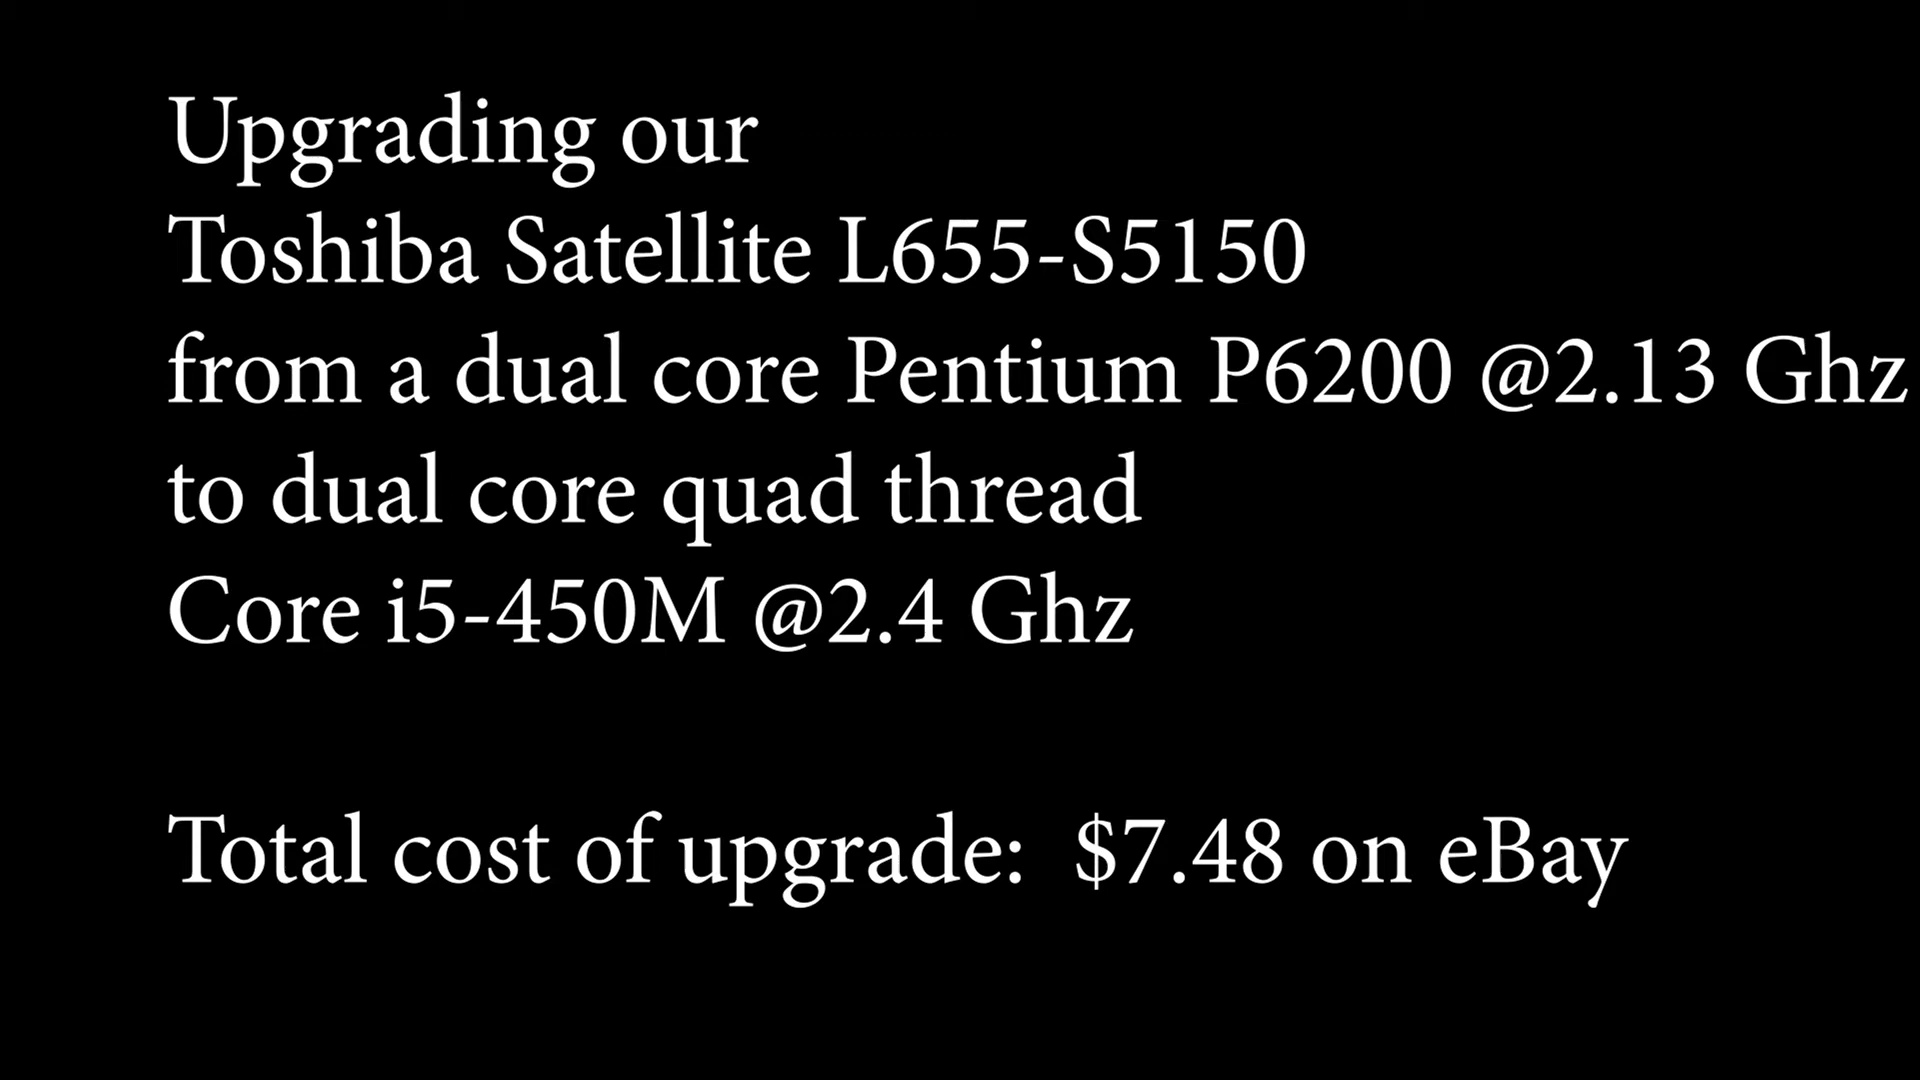 Upgrading our
Toshiba Satellite L655-S5150
from a dual core Pentium P6200 @2.13 Ghz
to dual core quad thread
Core i5-450M @2.4 Ghz
Total cost of upgrade:  $7.48 on eBay